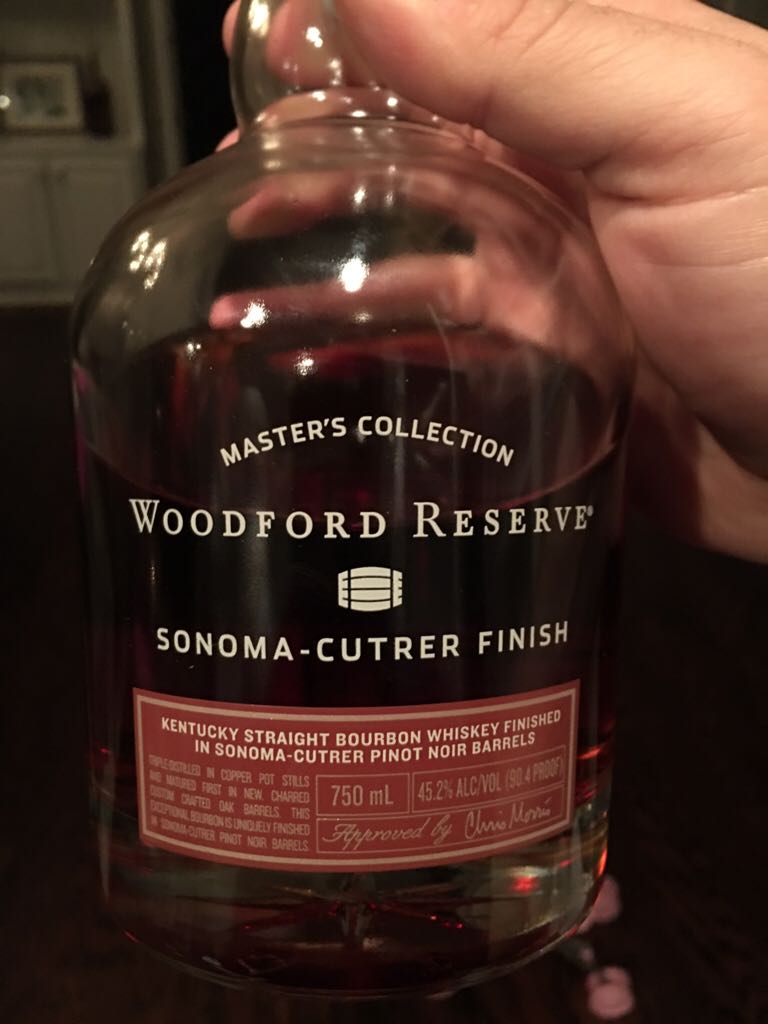 MASTER'S COLLECTION
WOODFORD RESERVE®
SONOMA-CUTRER FINISH
KENTUCKY STRAIGHT BOURBON WHISKEY FINISHED
IN SONOMA-CUTRER PINOT NOIR BARRELS
TRIPLE-DISTILLED IN COPPER POT STILLS
AND MATURED FIRST IN NEW, CHARRED
CUSTOM CRAFTED OAK BARRELS. THIS
EXCEPTIONAL BOURBON IS UNIQUELY FINISHED
IN SONOMA-CUTRER PINOT NOIR BARRELS.
750 mL
45.2% ALC/VOL (90.4 PROOF)
Approved by Chris Morris